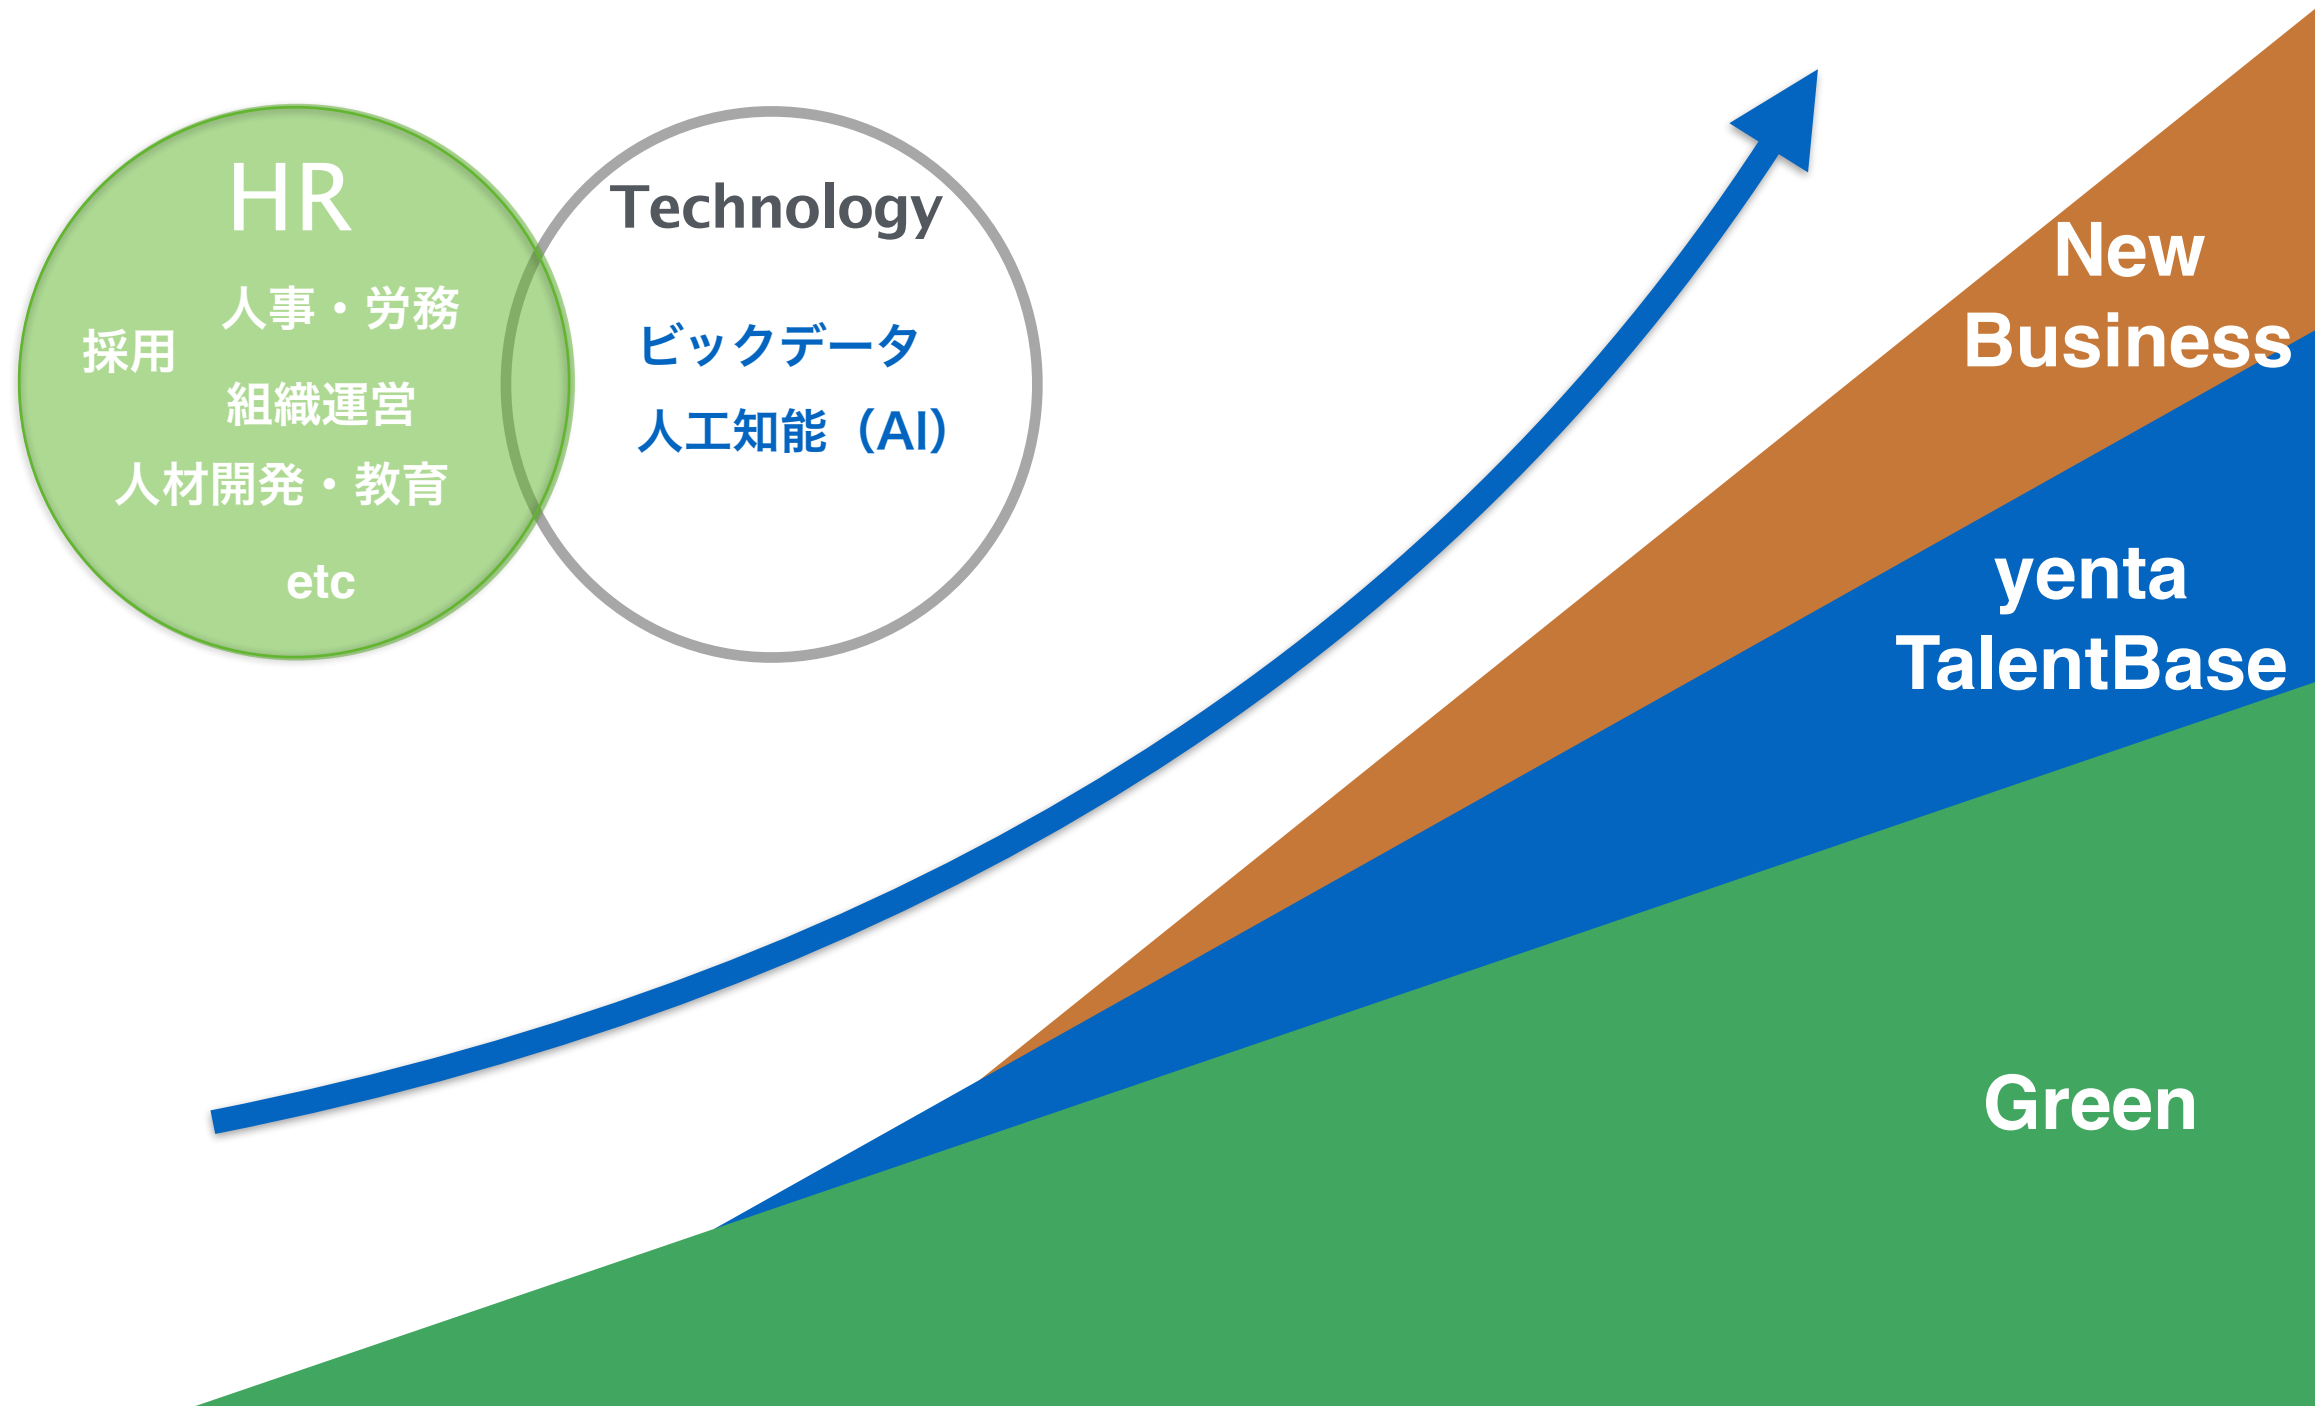 HR
人事・労務
採用
組織運営
人材開発・教育
etc
Technology
ビックデータ
人工知能（AI）
New
Business
yenta
TalentBase
Green